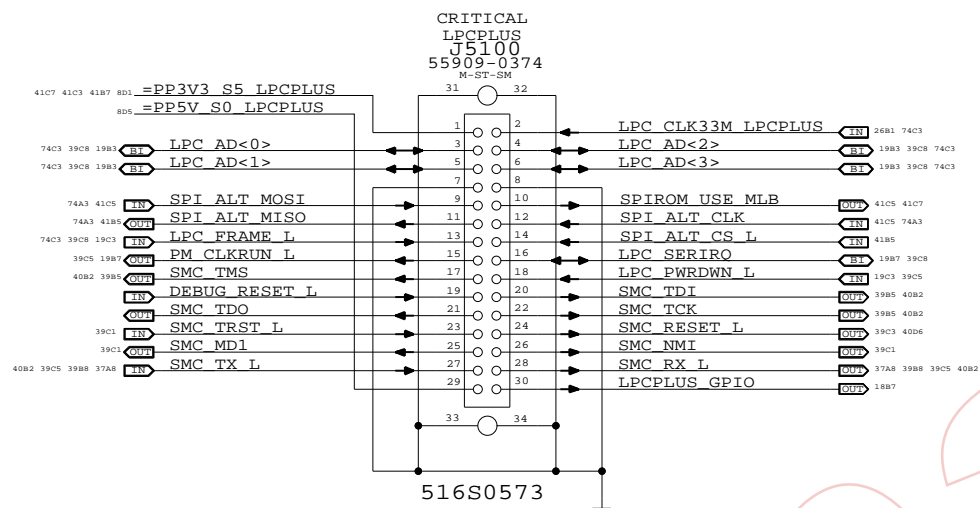 CRITICAL
LPCPLUS
J5100
55909-0374
M-ST-SM
31 32
41C7 41C3 41B7 8D1 =PP3V3_S5_LPCPLUS
8D5 =PP5V_S0_LPCPLUS
1 2 LPC_CLK33M_LPCPLUS IN 26B1 74C3
74C3 39C8 19B3 BI LPC_AD<0> 3 4 LPC_AD<2> BI 19B3 39C8 74C3
74C3 39C8 19B3 BI LPC_AD<1> 5 6 LPC_AD<3> BI 19B3 39C8 74C3
7 8
74A3 41C5 IN SPI_ALT_MOSI 9 10 SPIROM_USE_MLB OUT 41C5 41C7
74A3 41B5 OUT SPI_ALT_MISO 11 12 SPI_ALT_CLK IN 41C5 74A3
74C3 39C8 19C3 IN LPC_FRAME_L 13 14 SPI_ALT_CS_L IN 41B5
39C5 19B7 OUT PM_CLKRUN_L 15 16 LPC_SERIRQ BI 19B7 39C8
40B2 39B5 OUT SMC_TMS 17 18 LPC_PWRDWN_L IN 19C3 39C5
IN DEBUG_RESET_L 19 20 SMC_TDI OUT 39B5 40B2
OUT SMC_TDO 21 22 SMC_TCK OUT 39B5 40B2
39C1 IN SMC_TRST_L 23 24 SMC_RESET_L OUT 39C3 40D6
39C1 OUT SMC_MD1 25 26 SMC_NMI OUT 39C1
40B2 39C5 39B8 37A8 IN SMC_TX_L 27 28 SMC_RX_L OUT 37A8 39B8 39C5 40B2
29 30 LPCPLUS_GPIO OUT 18B7
33 34
516S0573